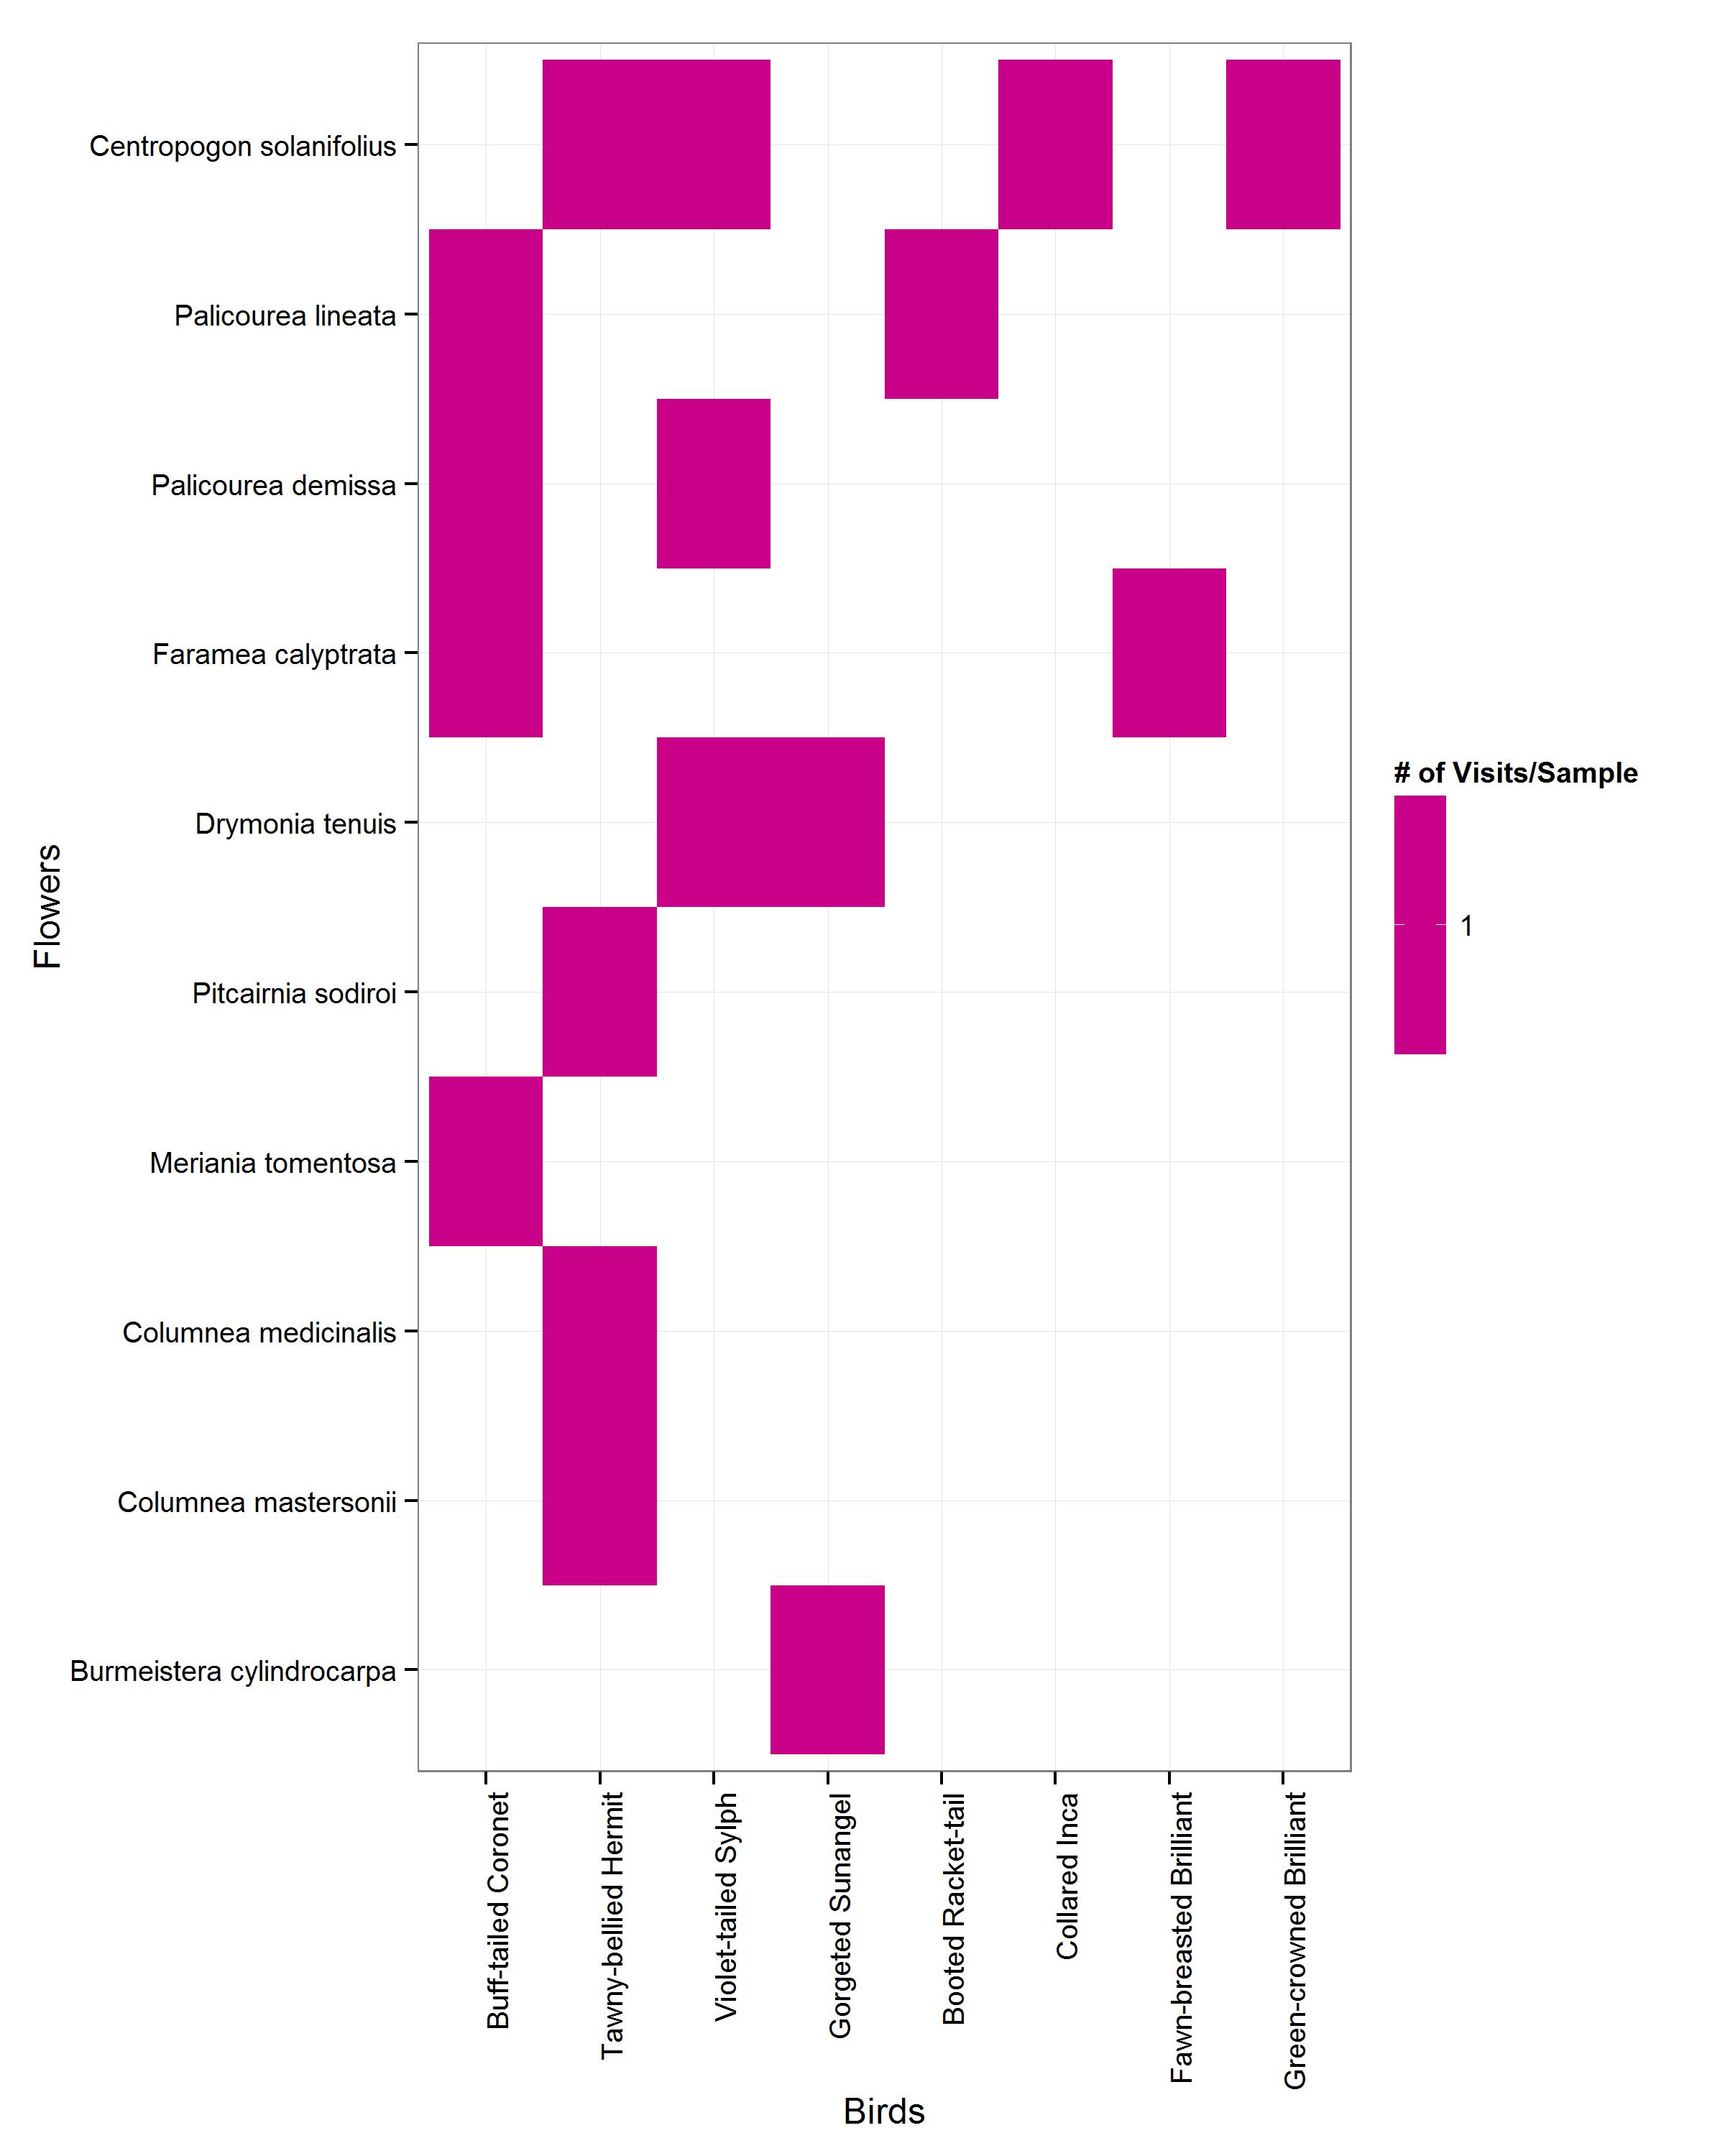 Centropogon solanifolius
Palicourea lineata
Palicourea demissa
Faramea calyptrata
Drymonia tenuis
Pitcairnia sodiroi
Meriania tomentosa
Columnea medicinalis
Columnea mastersonii
Burmeistera cylindrocarpa
Flowers
# of Visits/Sample
1
Buff-tailed Coronet
Tawny-bellied Hermit
Violet-tailed Sylph
Gorgeted Sunangel
Booted Racket-tail
Collared Inca
Fawn-breasted Brilliant
Green-crowned Brilliant
Birds